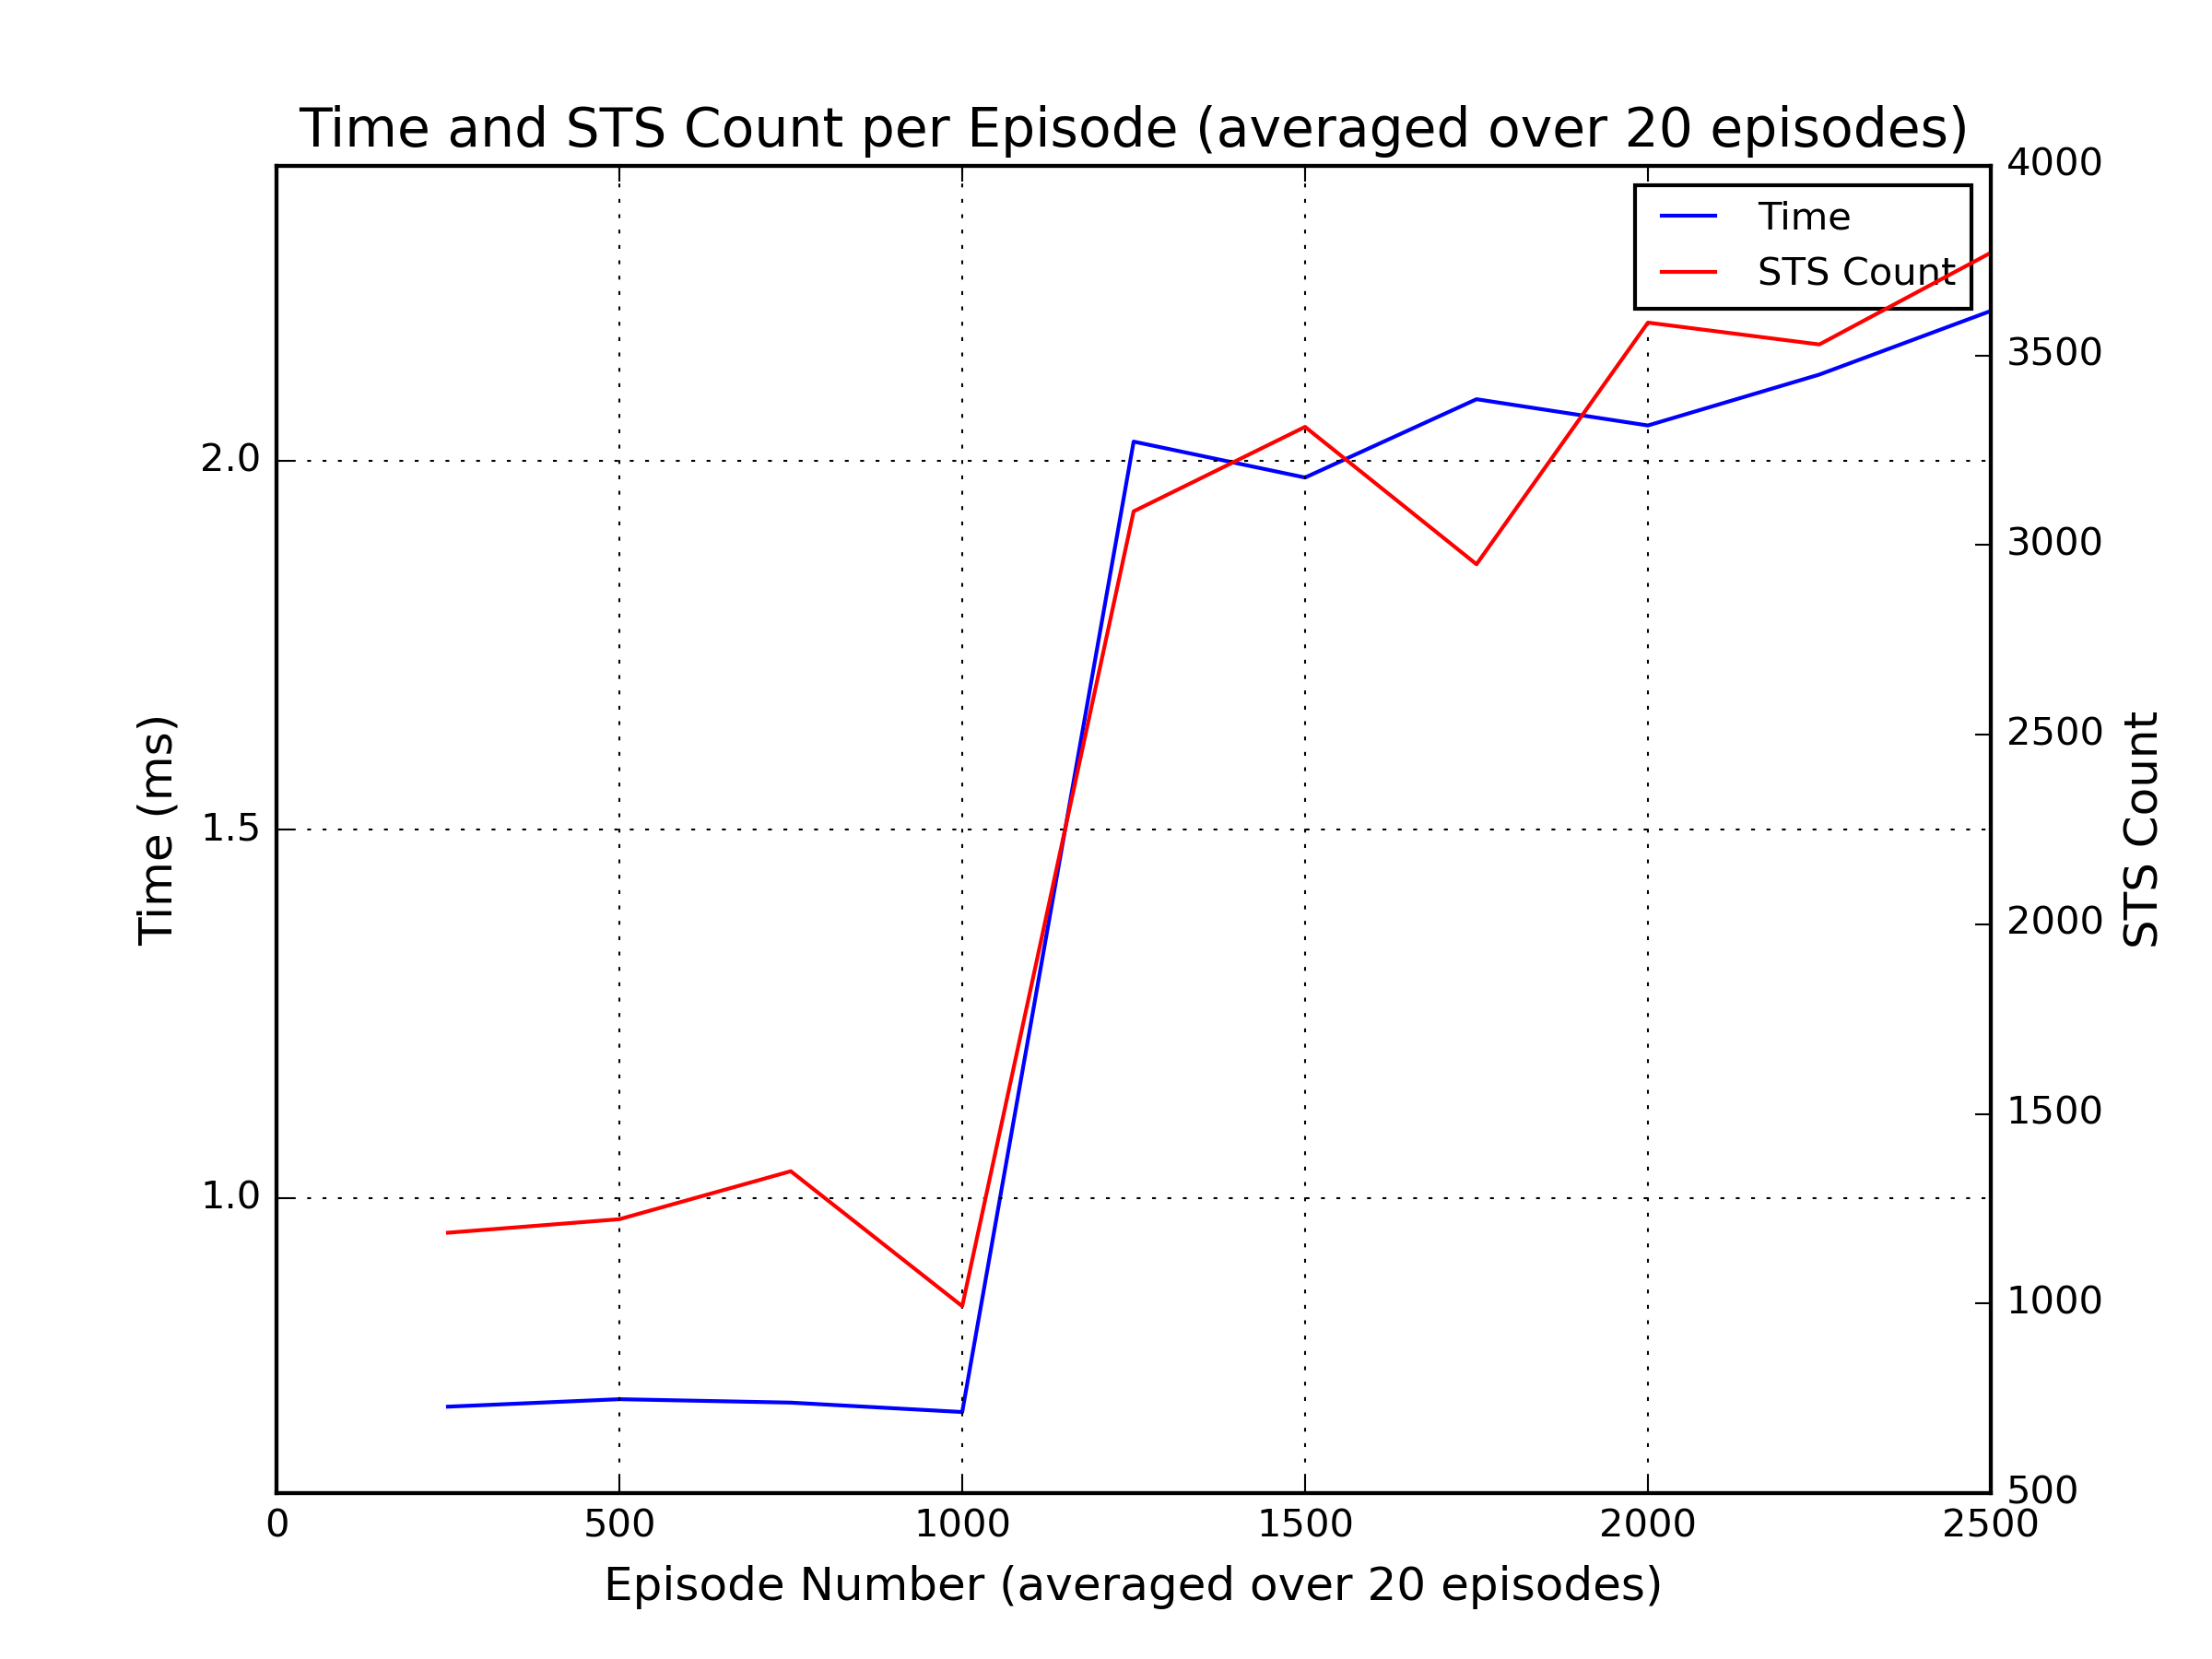 Time and STS Count per Episode (averaged over 20 episodes)
Time
STS Count
2.0
1.5
1.0
Time (ms)
4000
3500
3000
2500
2000
1500
1000
500
STS Count
0 500 1000 1500 2000 2500
Episode Number (averaged over 20 episodes)